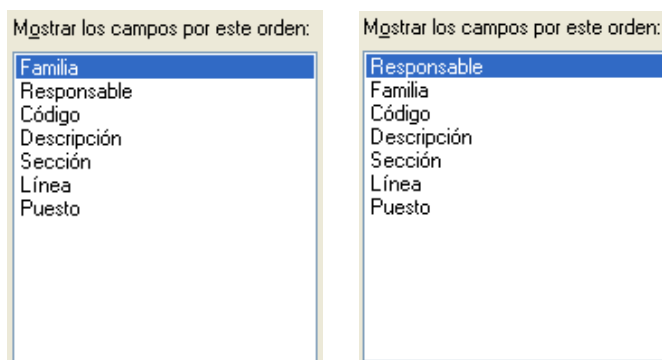 Mostrar los campos por este orden:
Familia
Responsable
Código
Descripción
Sección
Línea
Puesto
Mostrar los campos por este orden:
Responsable
Familia
Código
Descripción
Sección
Línea
Puesto